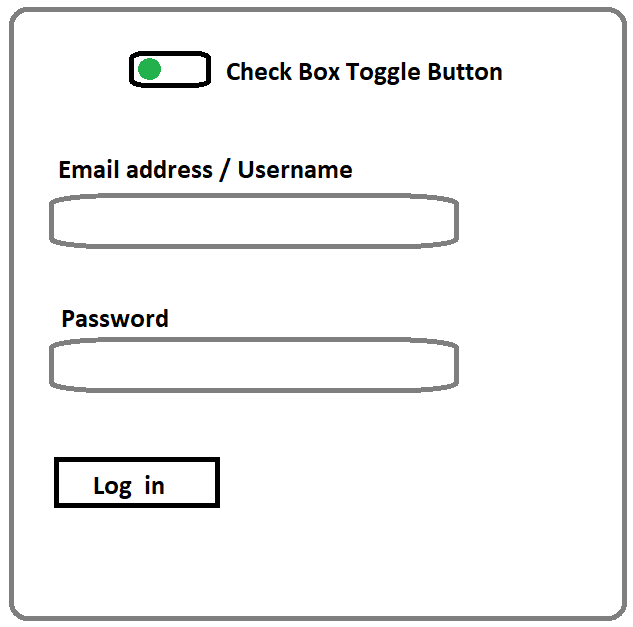 Check Box Toggle Button
Email address / Username
Password
Log in